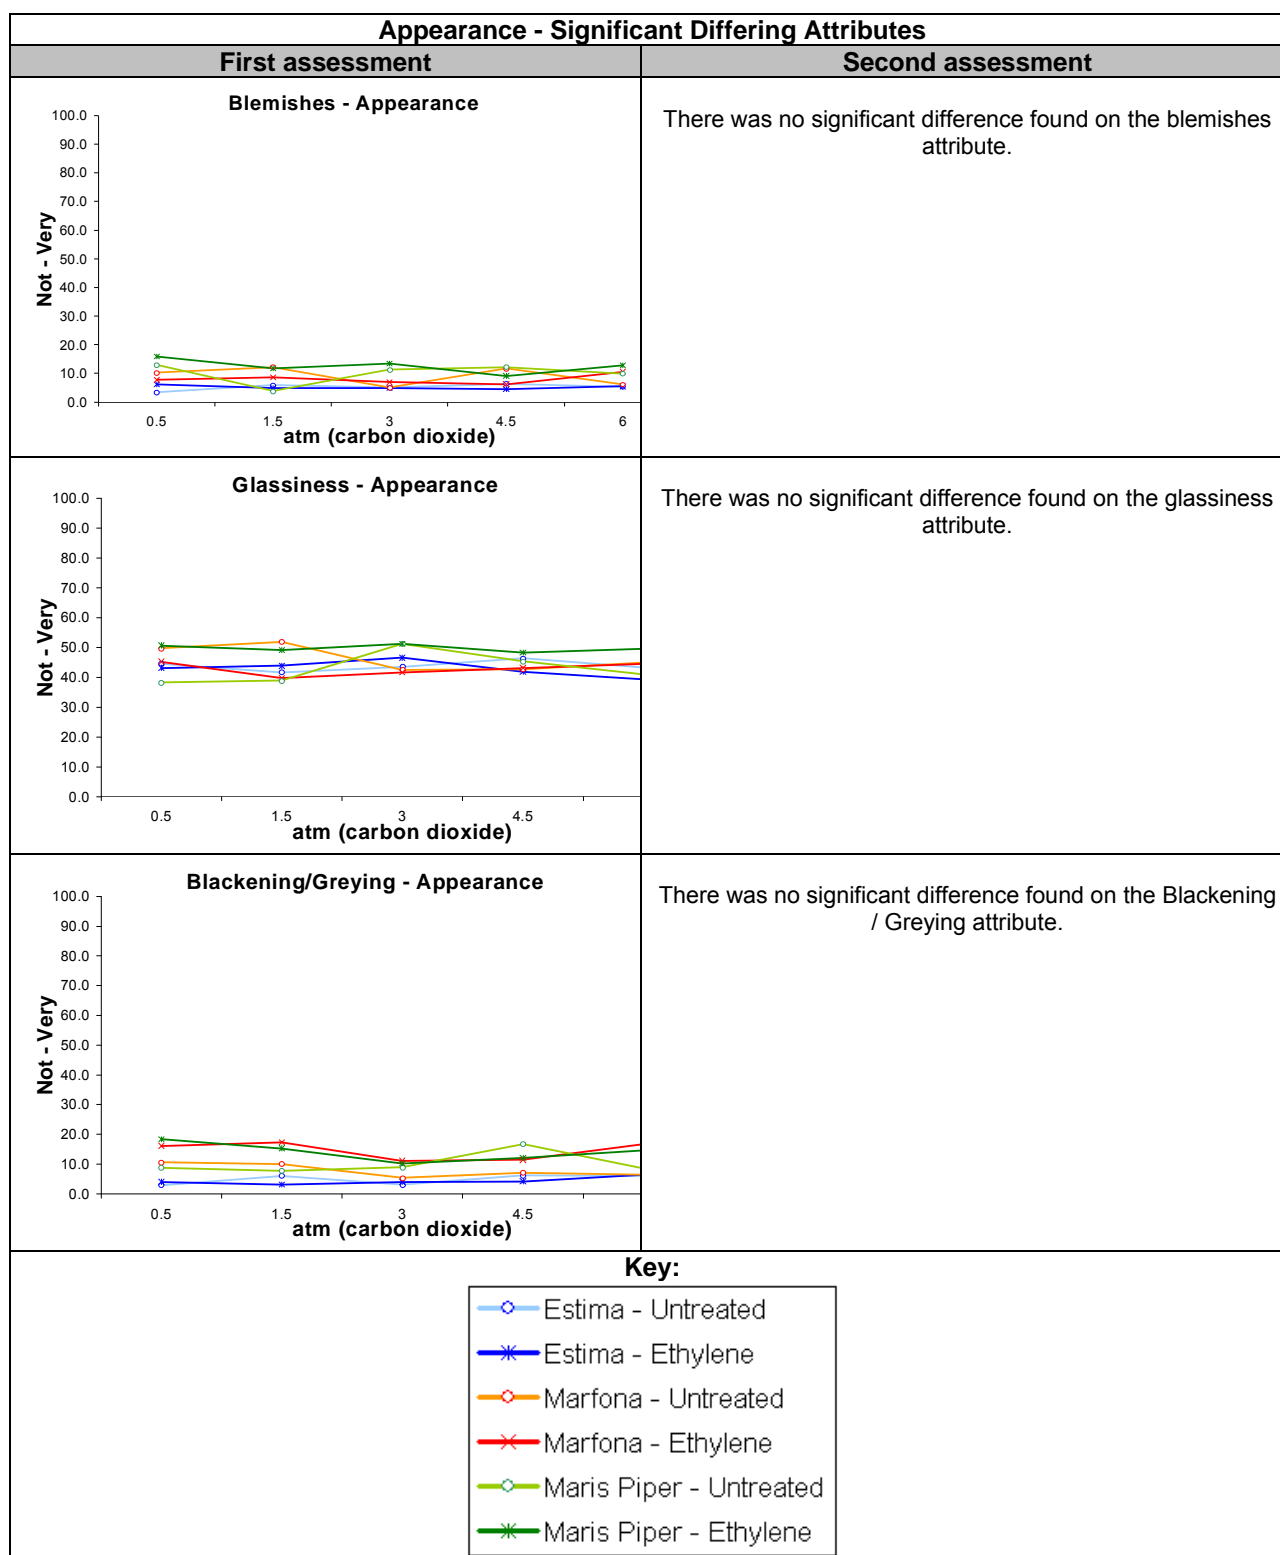 Appearance - Significant Differing Attributes
First assessment
Second assessment
Blemishes - Appearance
100.0
90.0
80.0
70.0
60.0
50.0
40.0
30.0
20.0
10.0
0.0
Not - Very
0.5 1.5 3 4.5 6
atm (carbon dioxide)
There was no significant difference found on the blemishes
attribute.
Glassiness - Appearance
100.0
90.0
80.0
70.0
60.0
50.0
40.0
30.0
20.0
10.0
0.0
Not - Very
0.5 1.5 3 4.5
atm (carbon dioxide)
There was no significant difference found on the glassiness
attribute.
Blackening/Greying - Appearance
100.0
90.0
80.0
70.0
60.0
50.0
40.0
30.0
20.0
10.0
0.0
Not - Very
0.5 1.5 3 4.5
atm (carbon dioxide)
There was no significant difference found on the Blackening
/ Greying attribute.
Key:
Estima - Untreated
Estima - Ethylene
Marfona - Untreated
Marfona - Ethylene
Maris Piper - Untreated
Maris Piper - Ethylene